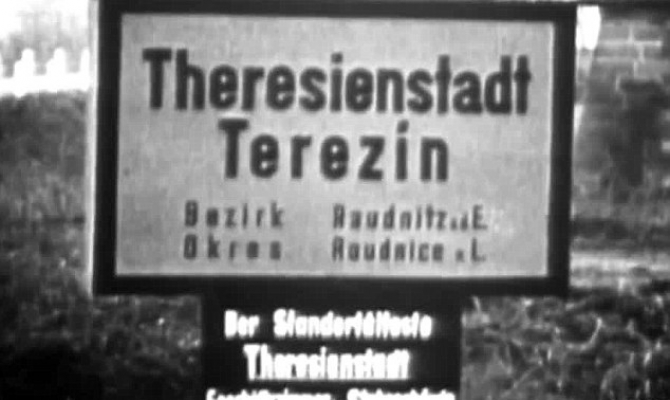 Theresienstadt
Terezin
Bezirk Raudnitz a.d.E.
Okres Roudnice n.L.
Der Standortälteste
Theresienstadt